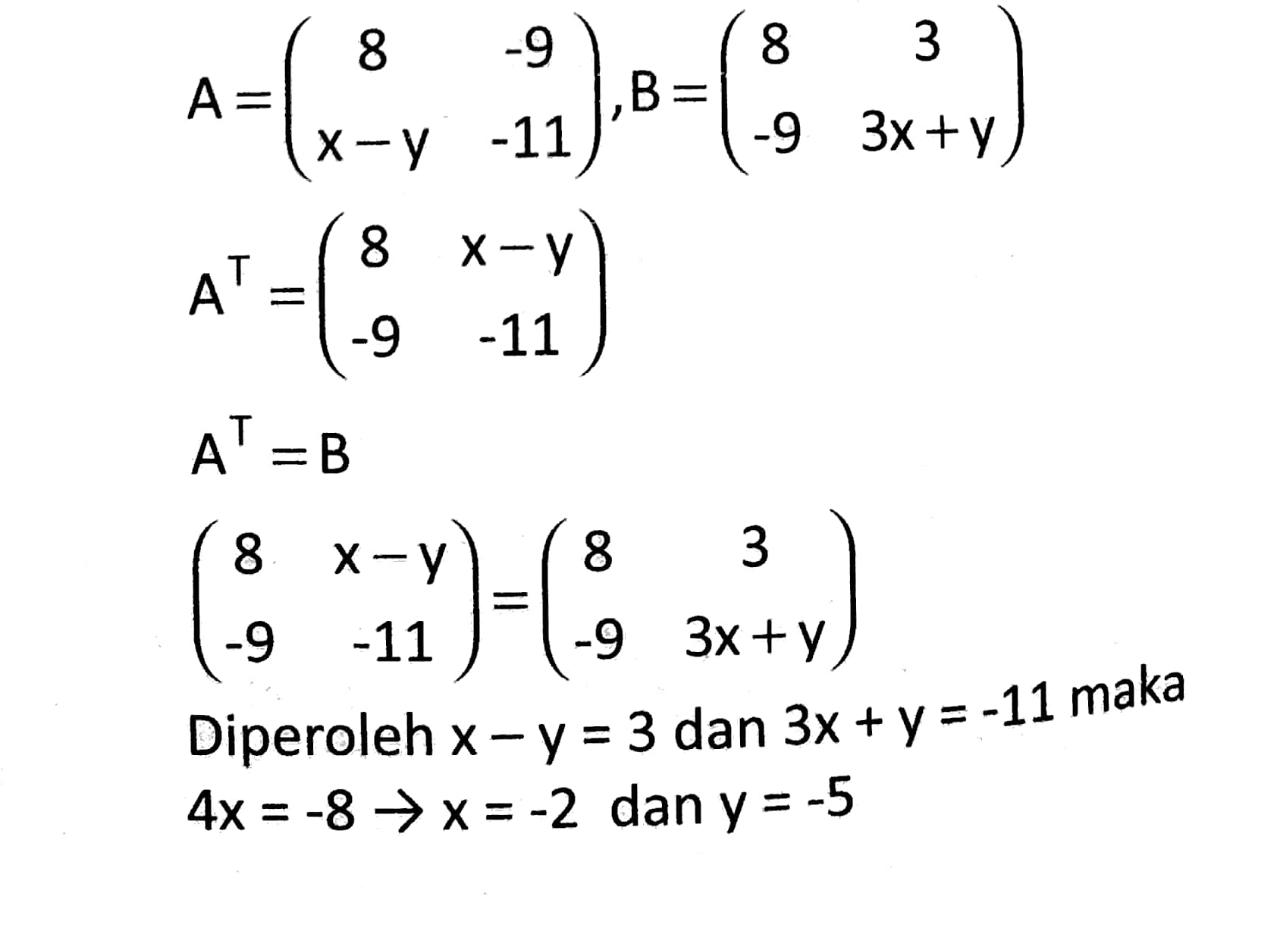 A = ( 8 -9
x – y -11 ) , B = ( 8 3
-9 3x + y )
A^T = ( 8 x – y
-9 -11 )
A^T = B
( 8 x – y
-9 -11 ) = ( 8 3
-9 3x + y )
Diperoleh x – y = 3 dan 3x + y = -11 maka
4x = -8 → x = -2 dan y = -5